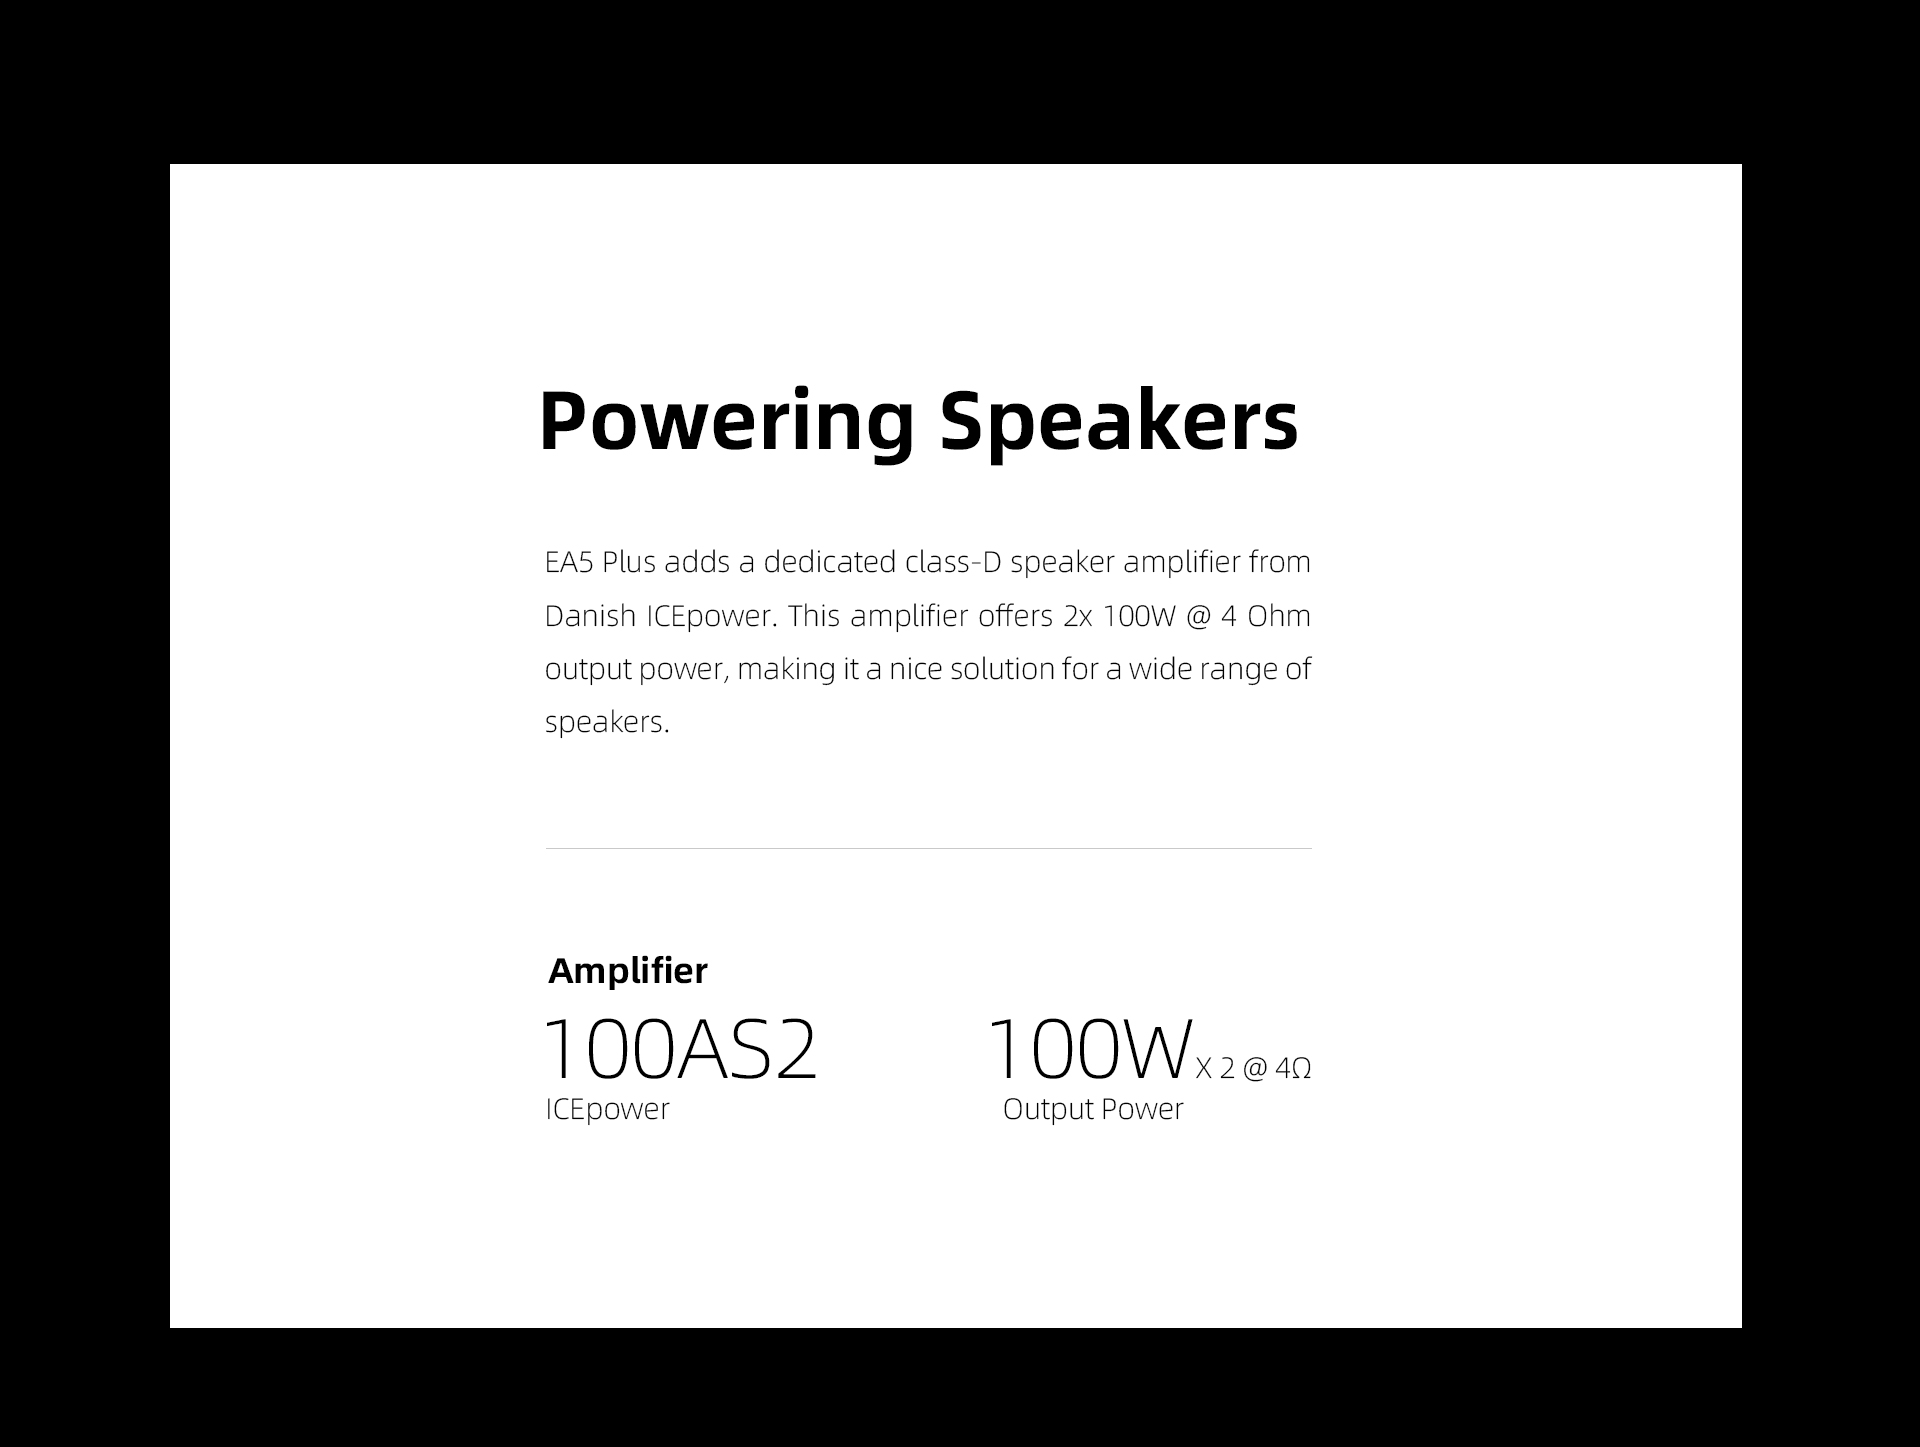 Powering Speakers
EA5 Plus adds a dedicated class-D speaker amplifier from
Danish ICEpower. This amplifier offers 2x 100W @ 4 Ohm
output power, making it a nice solution for a wide range of
speakers.
Amplifier
100AS2
ICEpower
100W X 2 @ 4Ω
Output Power